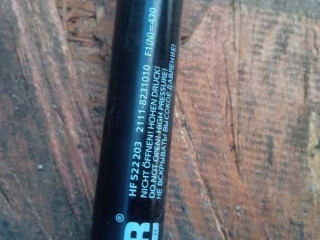 HF 522 203 2111-8231010 F1(N)=430
NICHT ÖFFNEN! HOHEN DRUCK!
DO NOT OPEN! HIGH PRESSURE!
НЕ ВСКРЫВАТЬ! ВЫСОКОЕ ДАВЛЕНИЕ!
R®